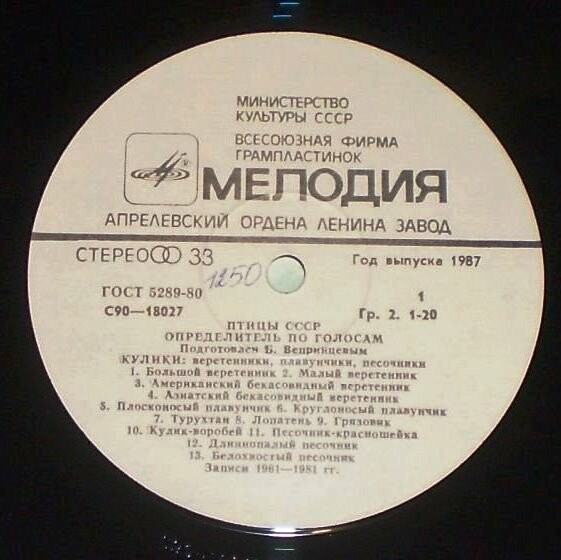 МИНИСТЕРСТВО
КУЛЬТУРЫ СССР
ВСЕСОЮЗНАЯ ФИРМА
ГРАМПЛАСТИНОК
® МЕЛОДИЯ
АПРЕЛЕВСКИЙ ОРДЕНА ЛЕНИНА ЗАВОД
СТЕРЕО 33
Год выпуска 1987
1250
ГОСТ 5289-80
1
С90—18027
Гр. 2. 1-20
ПТИЦЫ СССР
ОПРЕДЕЛИТЕЛЬ ПО ГОЛОСАМ
Подготовлен Б. Вепринцевым
КУЛИКИ: веретенники, плавунчики, песочники
1. Большой веретенник 2. Малый веретенник
3. Американский бекасовидный веретенник
4. Азиатский бекасовидный веретенник
5. Плосконосый плавунчик 6. Круглоносый плавунчик
7. Турухтан 8. Лопатень 9. Грязовик
10. Кулик-воробей 11. Песочник-красношейка
12. Длиннопалый песочник
13. Белохвостый песочник
Записи 1961—1981 гг.